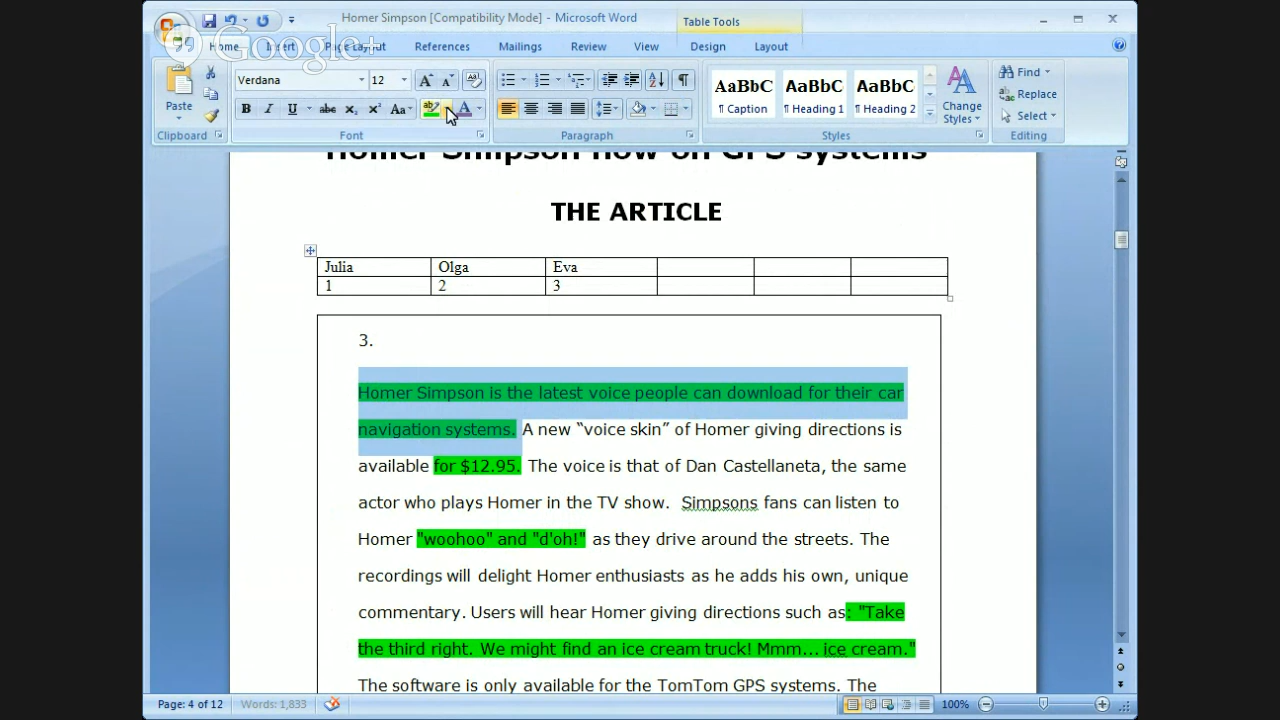 Homer Simpson [Compatibility Mode] - Microsoft Word
Table Tools
Google+
Home Insert Page Layout References Mailings Review View Design Layout
Paste
Verdana 12
AaBbC AaBbC AaBbC
¶ Caption ¶ Heading 1 ¶ Heading 2
Change Styles
Find
Replace
Select
Clipboard Font Paragraph Styles Editing
Homer Simpson now on GPS systems
THE ARTICLE
Julia Olga Eva
1 2 3
3.
Homer Simpson is the latest voice people can download for their car
navigation systems. A new “voice skin” of Homer giving directions is
available for $12.95. The voice is that of Dan Castellaneta, the same
actor who plays Homer in the TV show. Simpsons fans can listen to
Homer "woohoo" and "d'oh!" as they drive around the streets. The
recordings will delight Homer enthusiasts as he adds his own, unique
commentary. Users will hear Homer giving directions such as: "Take
the third right. We might find an ice cream truck! Mmm… ice cream."
The software is only available for the TomTom GPS systems. The
Page: 4 of 12 Words: 1,833 100%